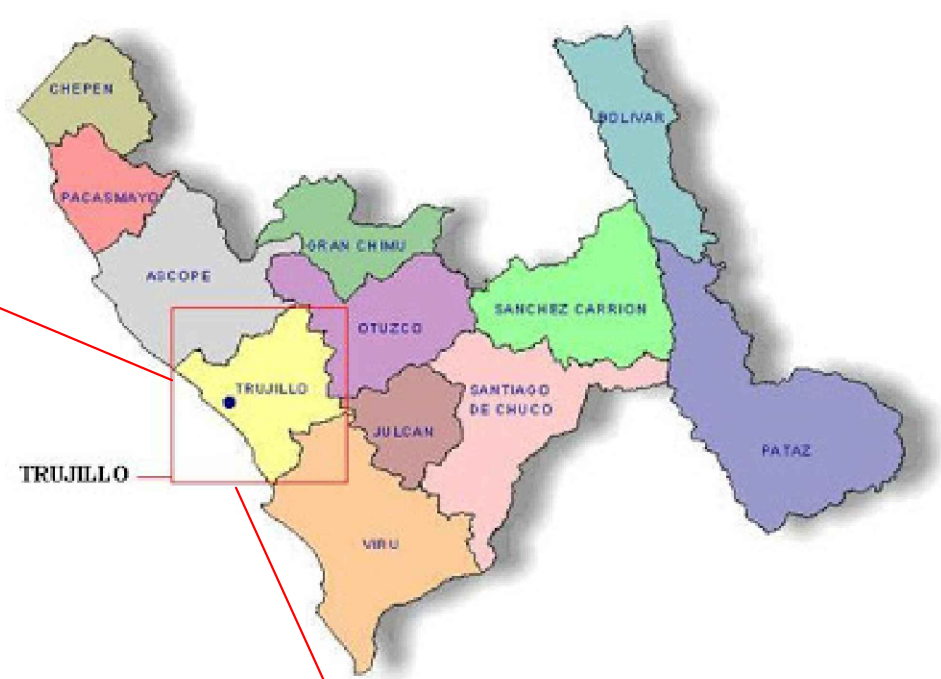 CHEPEN
BOLIVAR
PACASMAYO
GRAN CHIMU
ASCOPE
SANCHEZ CARRION
OTUZCO
TRUJILLO
SANTIAGO
DE CHUCO
JULCAN
PATAZ
TRUJILLO
VIRU